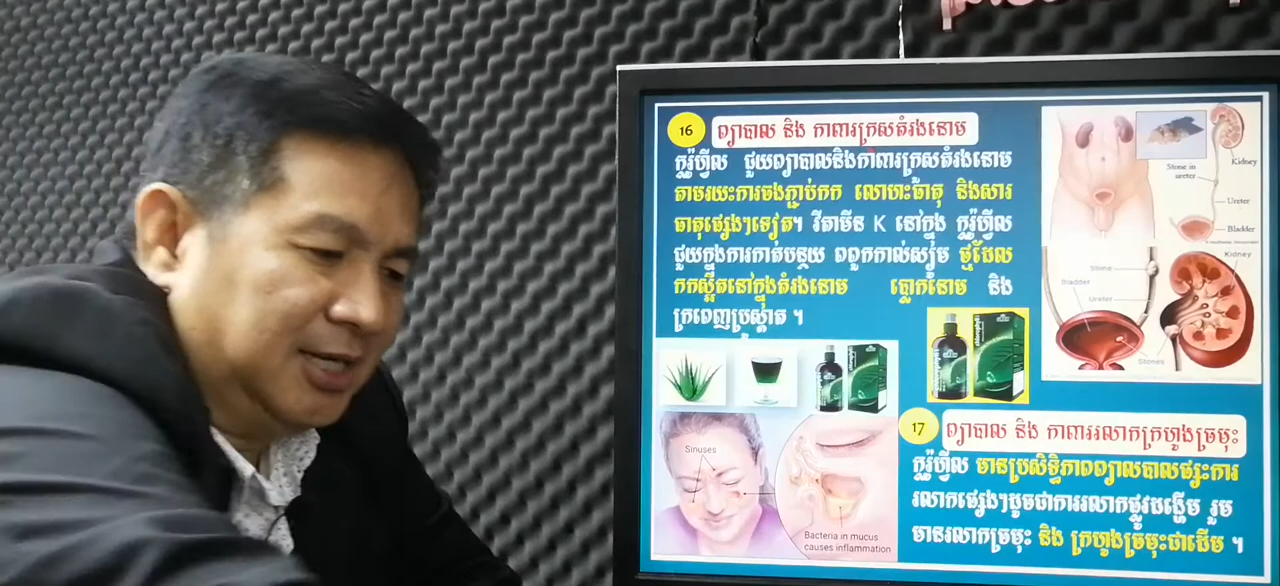 16 ព្យាបាល និង ការពារក្រួសតំរងនោម
ក្លរ៉ូហ្វីល ជួយព្យាបាលនិងការពារក្រួសតំរងនោម
តាមរយះការចងភ្ជាប់កក លោហះធាតុ និងសារ
ធាតុផ្សេងៗទៀត។ វីតាមីន K នៅក្នុង ក្លរ៉ូហ្វីល
ជួយក្នុងការកាត់បន្ថយ ពពួកកាល់ស្យូម ថ្មដែល
កកស្អិតនៅក្នុងតំរងនោម ប្លោកនោម និង
ក្រពេញប្រូស្តាត ។
Stone in
ureter
Kidney
Ureter
Bladder
Kidney
Stone
Bladder
Ureter
Stones
Sinuses
Bacteria in mucus
causes inflammation
17 ព្យាបាល និង ការពាររលាកក្រហូងច្រមុះ
ក្លរ៉ូហ្វីល មានប្រសិទ្ធិភាពព្យាលបាលផ្សះការ
រលាកផ្សេងៗដូចជាការរលាកផ្លូវដង្ហើម រួម
មានរលាកច្រមុះ និង ក្រហូងច្រមុះជាដើម ។